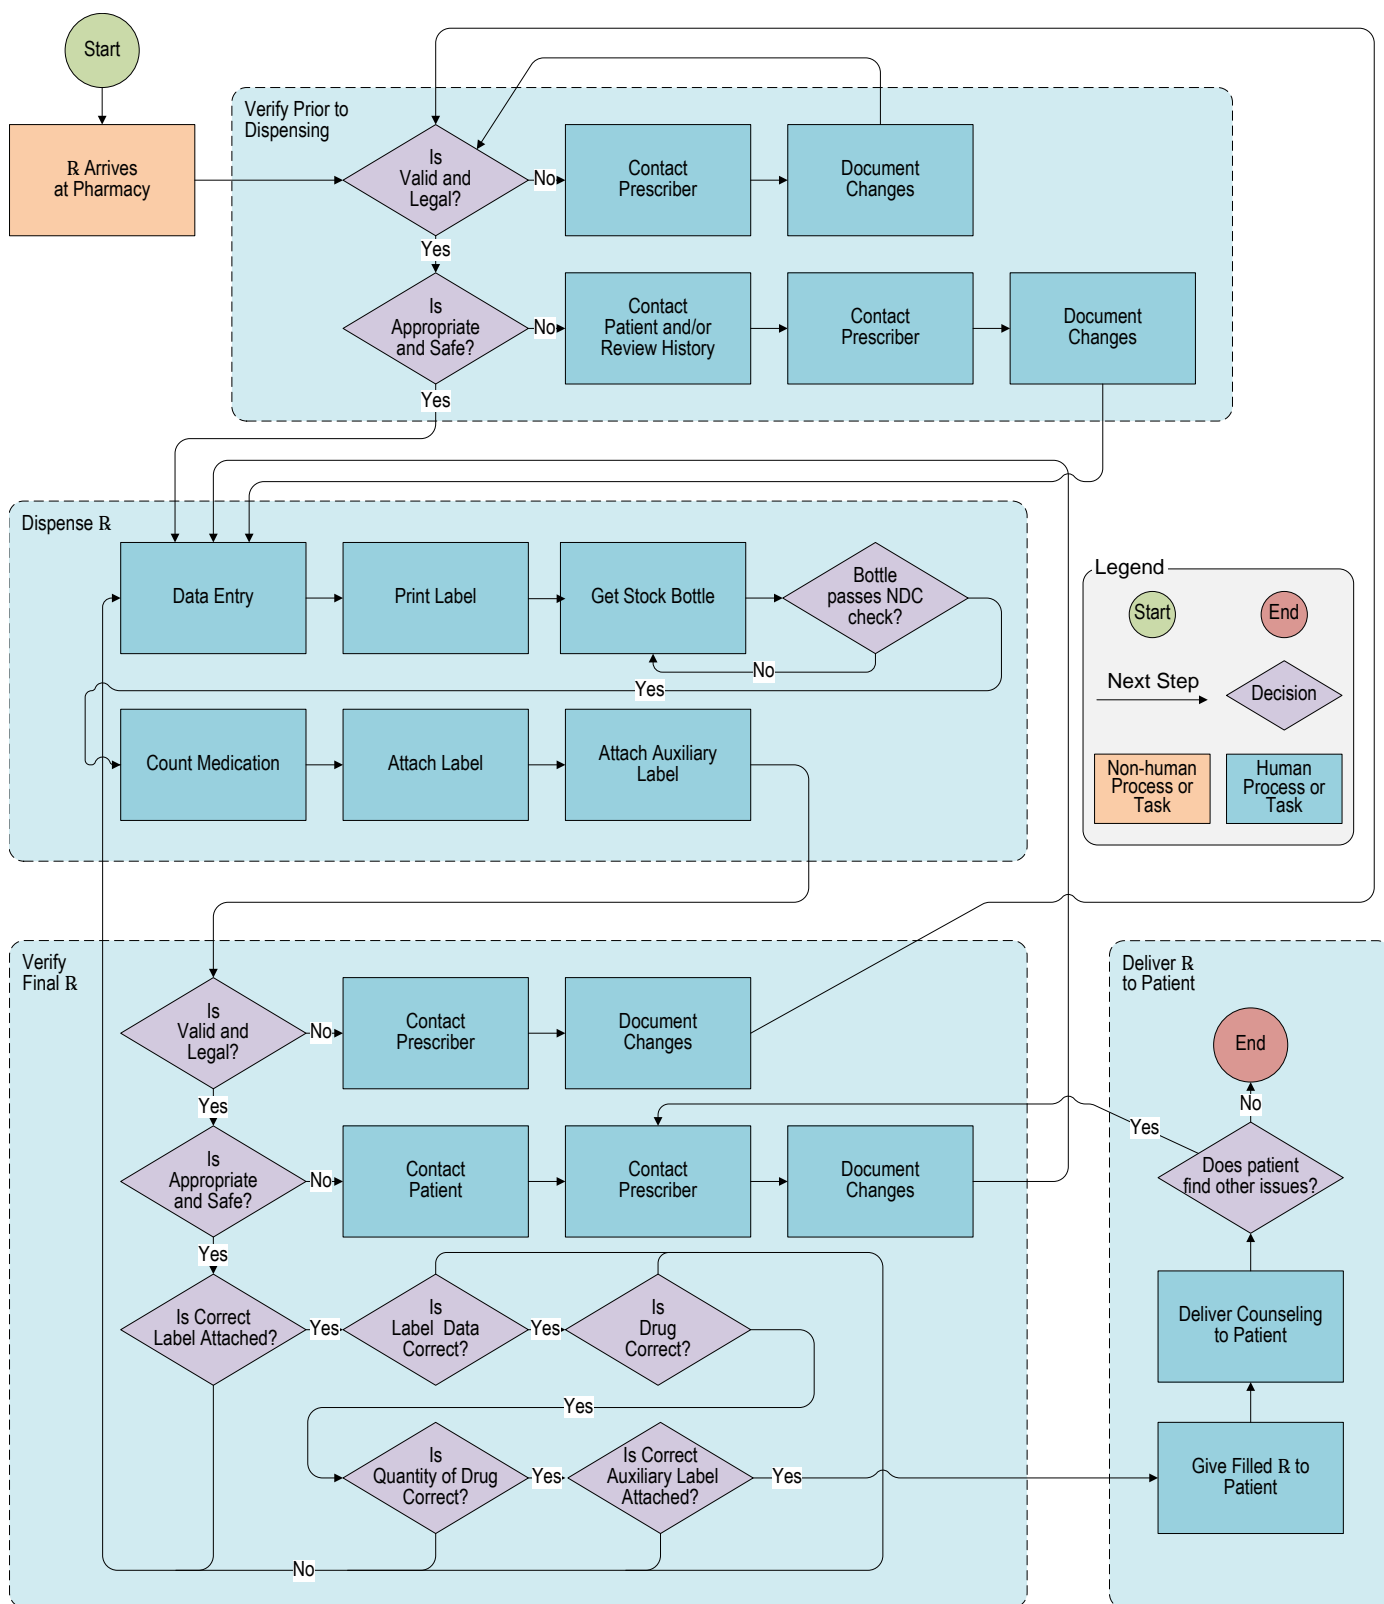 Start
℞ Arrives
at Pharmacy
Verify Prior to
Dispensing
Is
Valid and
Legal?
No
Contact
Prescriber
Document
Changes
Yes
Is
Appropriate
and Safe?
No
Contact
Patient and/or
Review History
Contact
Prescriber
Document
Changes
Yes
Dispense ℞
Data Entry
Print Label
Get Stock Bottle
Bottle
passes NDC
check?
No
Yes
Count Medication
Attach Label
Attach Auxiliary
Label
Legend
Start
End
Next Step
Decision
Non-human
Process or
Task
Human
Process or
Task
Verify
Final ℞
Is
Valid and
Legal?
No
Contact
Prescriber
Document
Changes
Yes
Is
Appropriate
and Safe?
No
Contact
Patient
Contact
Prescriber
Document
Changes
Yes
Is Correct
Label Attached?
Yes
Is
Label Data
Correct?
Yes
Is
Drug
Correct?
Yes
Is
Quantity of Drug
Correct?
Yes
Is Correct
Auxiliary Label
Attached?
Yes
No
Deliver ℞
to Patient
End
No
Yes
Does patient
find other issues?
Deliver Counseling
to Patient
Give Filled ℞ to
Patient